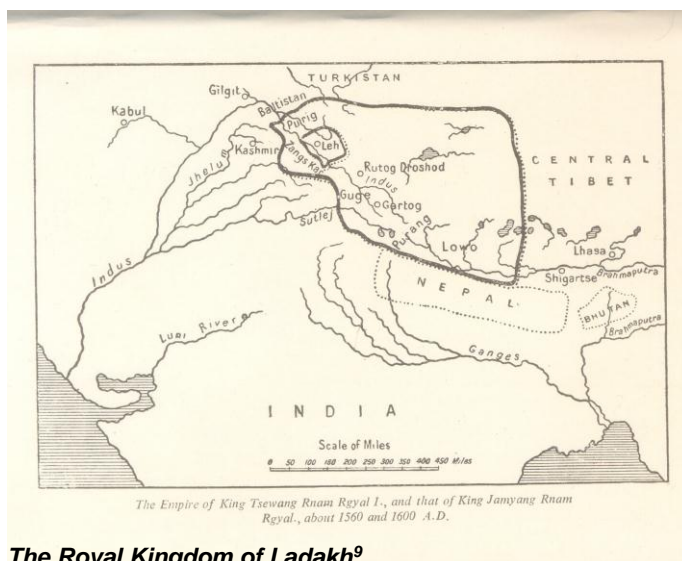 TURKISTAN
Gilgit
Baltistan
Kabul
Purig
Leh
Kashmir
Zangskar
Jhelu
Rutog Droshod
Indus
CENTRAL
TIBET
Guge
Gartog
Sutlej
Purang
Lowo
Lhasa
Indus
Shigartse
Brahmaputra
NEPAL
BHUTAN
Luni River
Brahmaputra
Ganges
INDIA
Scale of Miles
0 50 100 150 200 250 300 350 400 450 Miles
The Empire of King Tsewang Rnam Rgyal I., and that of King Jamyang Rnam
Rgyal., about 1560 and 1600 A.D.
The Royal Kingdom of Ladakh⁹